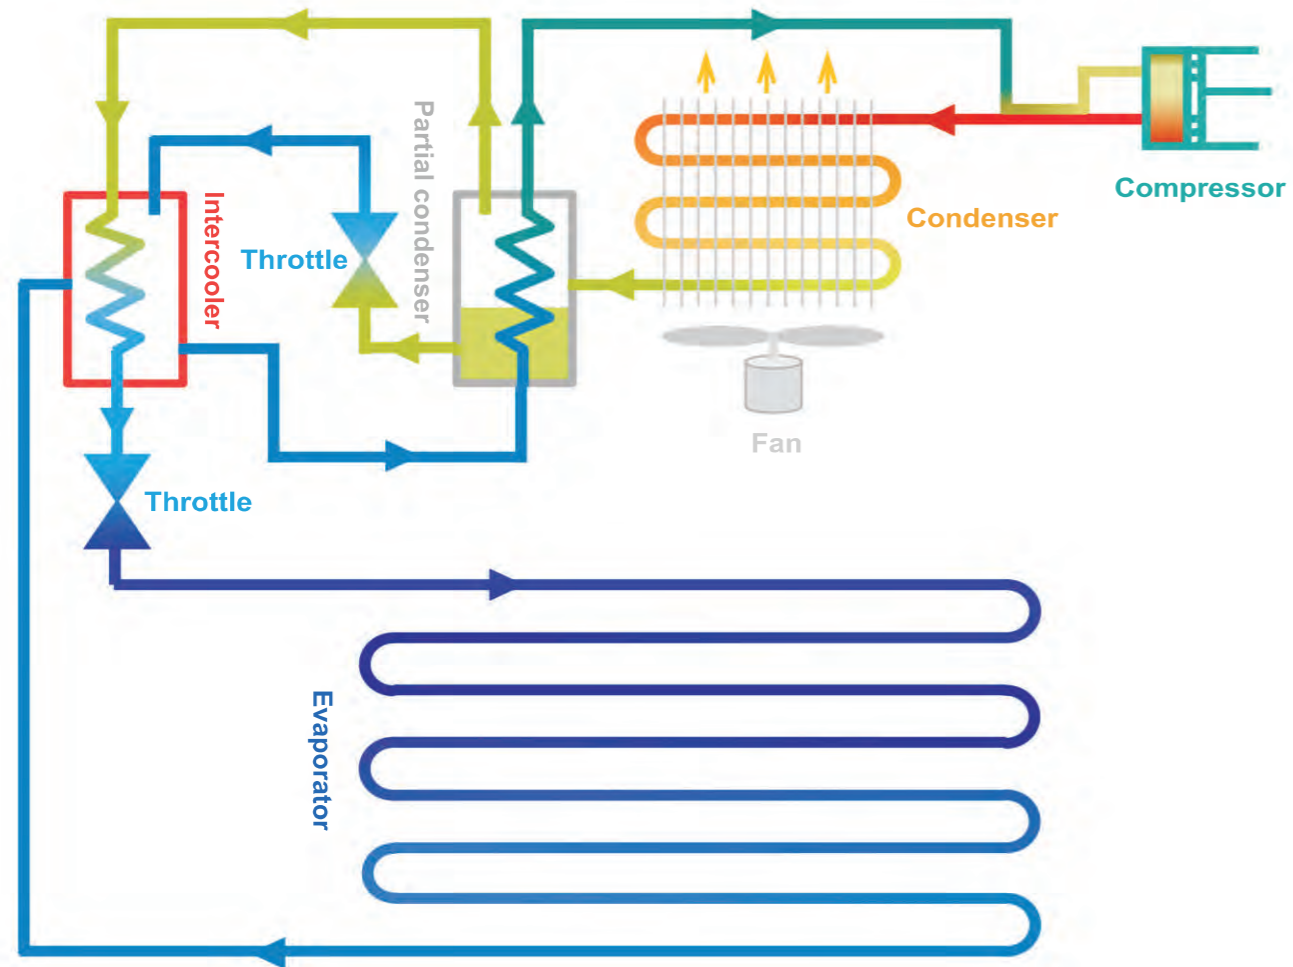 Partial condenser
Compressor
Intercooler
Condenser
Throttle
Fan
Throttle
Evaporator